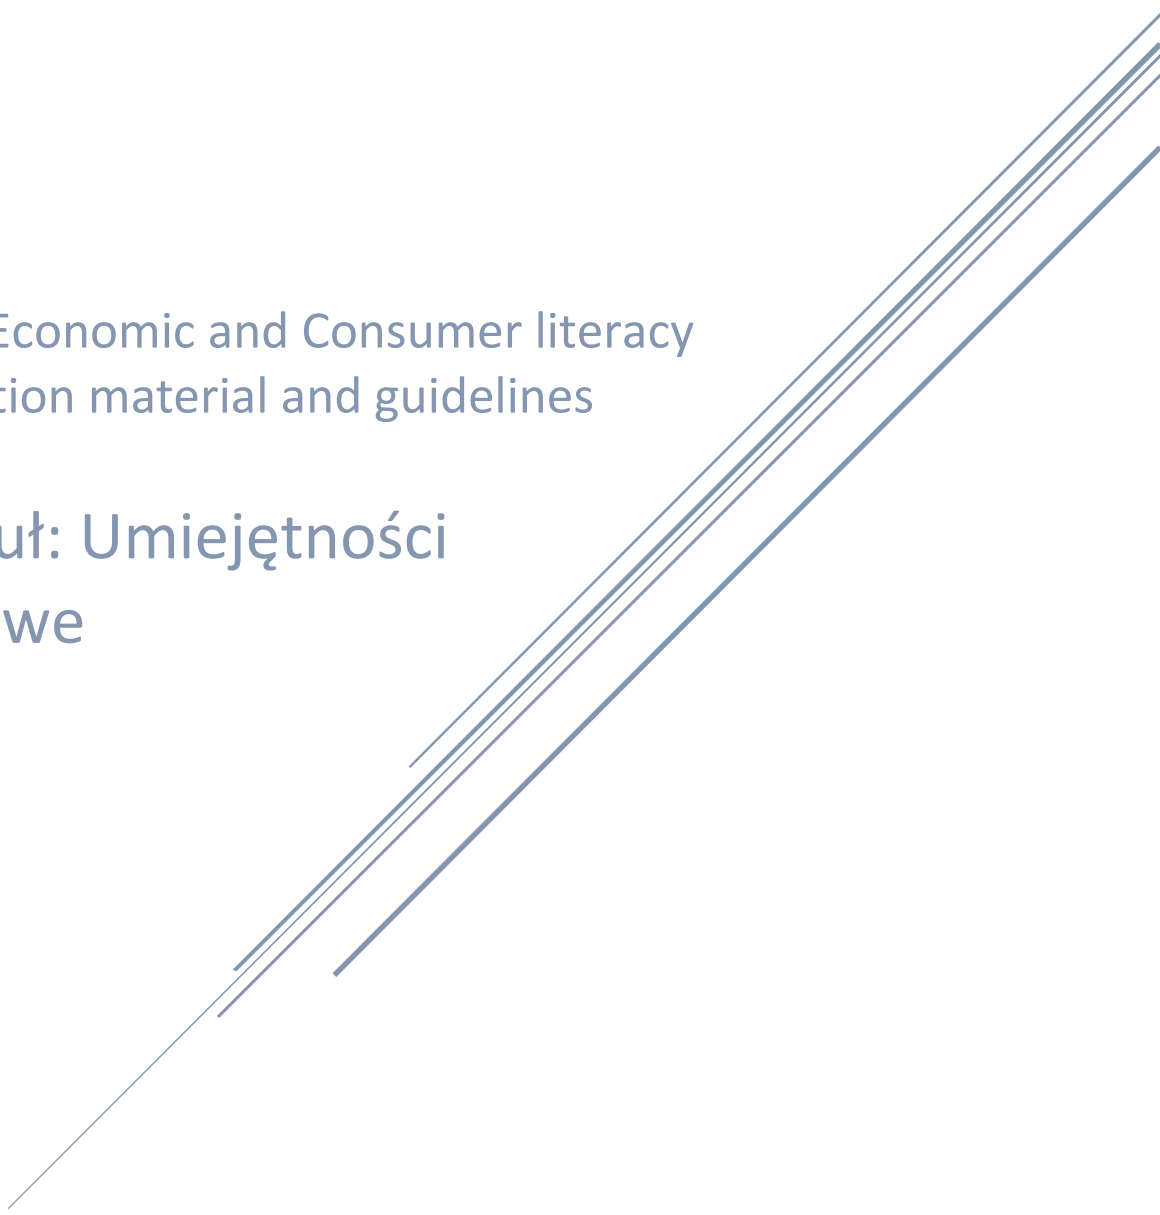 Economic and Consumer literacy
tion material and guidelines
uł: Umiejętności
we